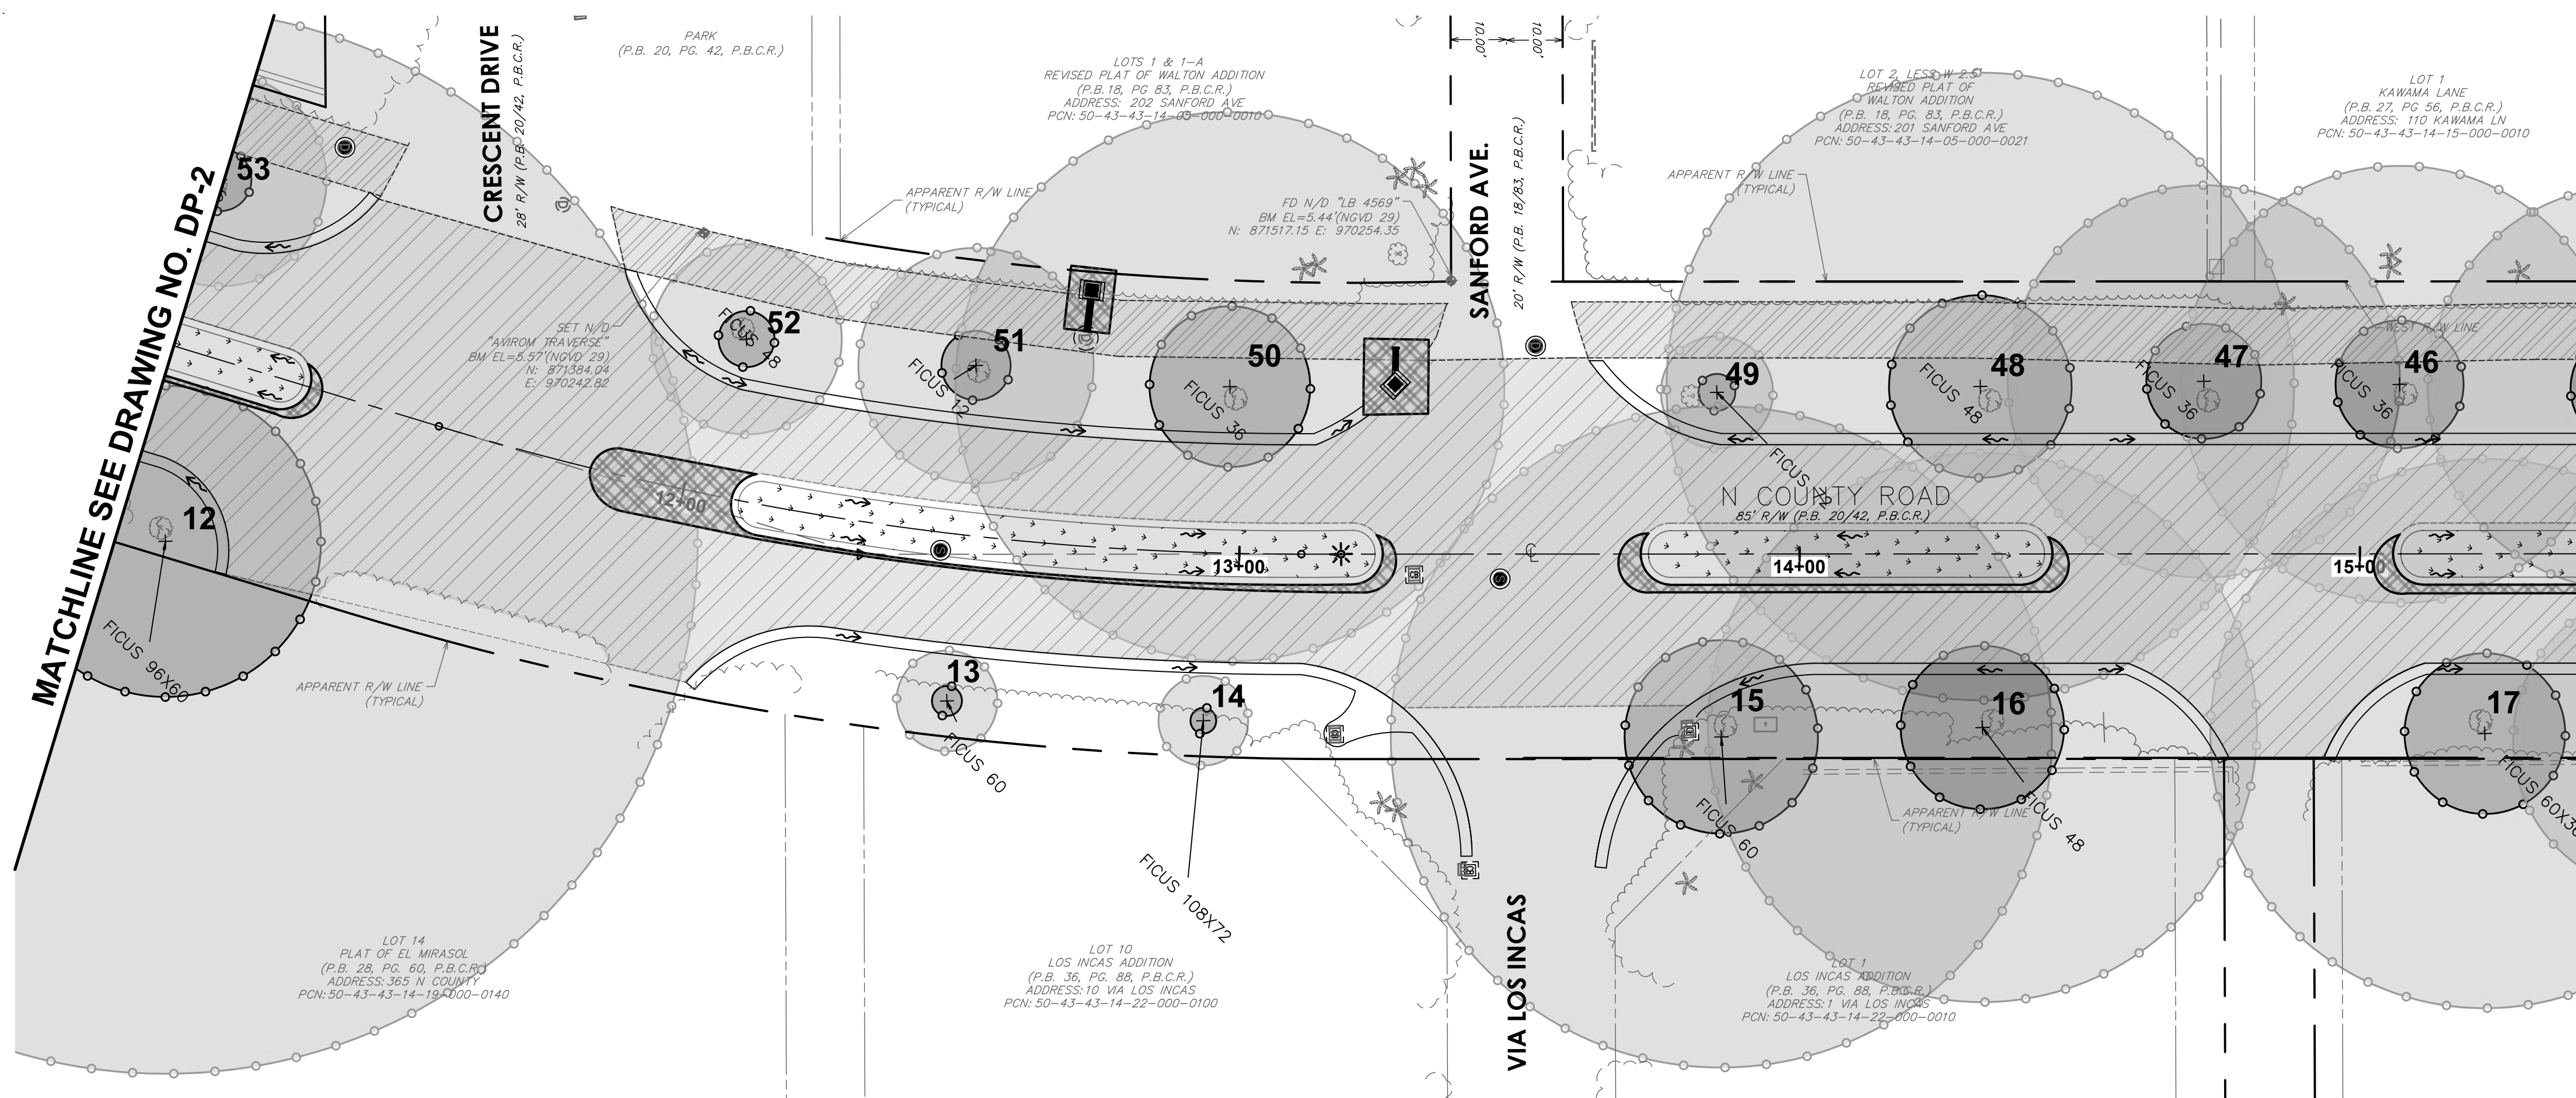 MATCHLINE SEE DRAWING NO. DP-2
CRESCENT DRIVE
28' R/W (P.B. 20/42, P.B.C.R.)
PARK
(P.B. 20, PG. 42, P.B.C.R.)
LOTS 1 & 1-A
REVISED PLAT OF WALTON ADDITION
(P.B.18, PG 83, P.B.C.R.)
ADDRESS: 202 SANFORD AVE
PCN: 50-43-43-14-05-000-0010
10.00'
10.00'
SANFORD AVE.
20' R/W (P.B. 18/83, P.B.C.R.)
LOT 2, LESS W 2.5'
REVISED PLAT OF
WALTON ADDITION
(P.B. 18, PG. 83, P.B.C.R.)
ADDRESS: 201 SANFORD AVE
PCN: 50-43-43-14-05-000-0021
LOT 1
KAWAMA LANE
(P.B. 27, PG 56, P.B.C.R.)
ADDRESS: 110 KAWAMA LN
PCN: 50-43-43-14-15-000-0010
APPARENT R/W LINE
(TYPICAL)
FD N/D "LB 4569"
BM EL=5.44'(NGVD 29)
N: 871517.15 E: 970254.35
APPARENT R/W LINE
(TYPICAL)
WEST R/W LINE
SET N/D
"AVIROM TRAVERSE"
BM EL=5.57'(NGVD 29)
N: 871384.04
E: 970242.82
53
52
FICUS 48
51
FICUS 12
50
FICUS 36
49
FICUS 12
48
FICUS 48
47
FICUS 36
46
FICUS 36
D
D
D
D
N COUNTY ROAD
85' R/W (P.B. 20/42, P.B.C.R.)
12+00
13+00
14+00
15+00
S
S
CB
12
FICUS 96X60
13
FICUS 60
14
FICUS 108X72
15
FICUS 60
16
FICUS 48
17
APPARENT R/W LINE
(TYPICAL)
APPARENT R/W LINE
(TYPICAL)
LOT 14
PLAT OF EL MIRASOL
(P.B. 28, PG. 60, P.B.C.R.)
ADDRESS: 365 N COUNTY
PCN: 50-43-43-14-19-000-0140
LOT 10
LOS INCAS ADDITION
(P.B. 36, PG. 88, P.B.C.R.)
ADDRESS: 10 VIA LOS INCAS
PCN: 50-43-43-14-22-000-0100
VIA LOS INCAS
LOT 1
LOS INCAS ADDITION
(P.B. 36, PG. 88, P.B.C.R.)
ADDRESS: 1 VIA LOS INCAS
PCN: 50-43-43-14-22-000-0010